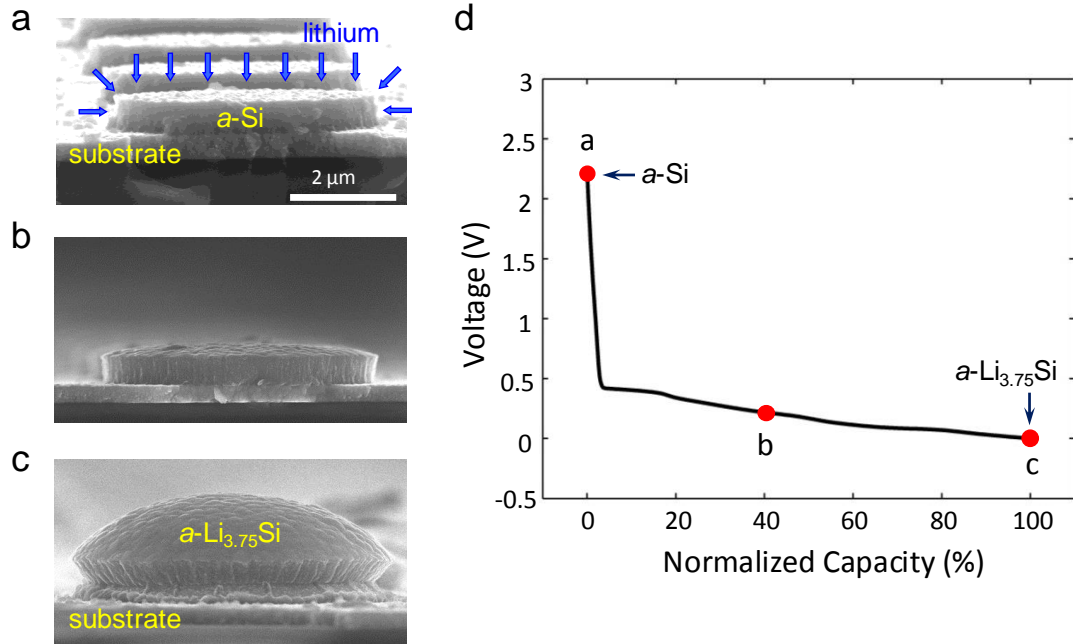 a
lithium
a-Si
substrate
2 μm
b
c
a-Li3.75Si
substrate
d
3
2.5
2
1.5
1
0.5
0
-0.5
Voltage (V)
a
a-Si
b
a-Li3.75Si
c
0
20
40
60
80
100
Normalized Capacity (%)